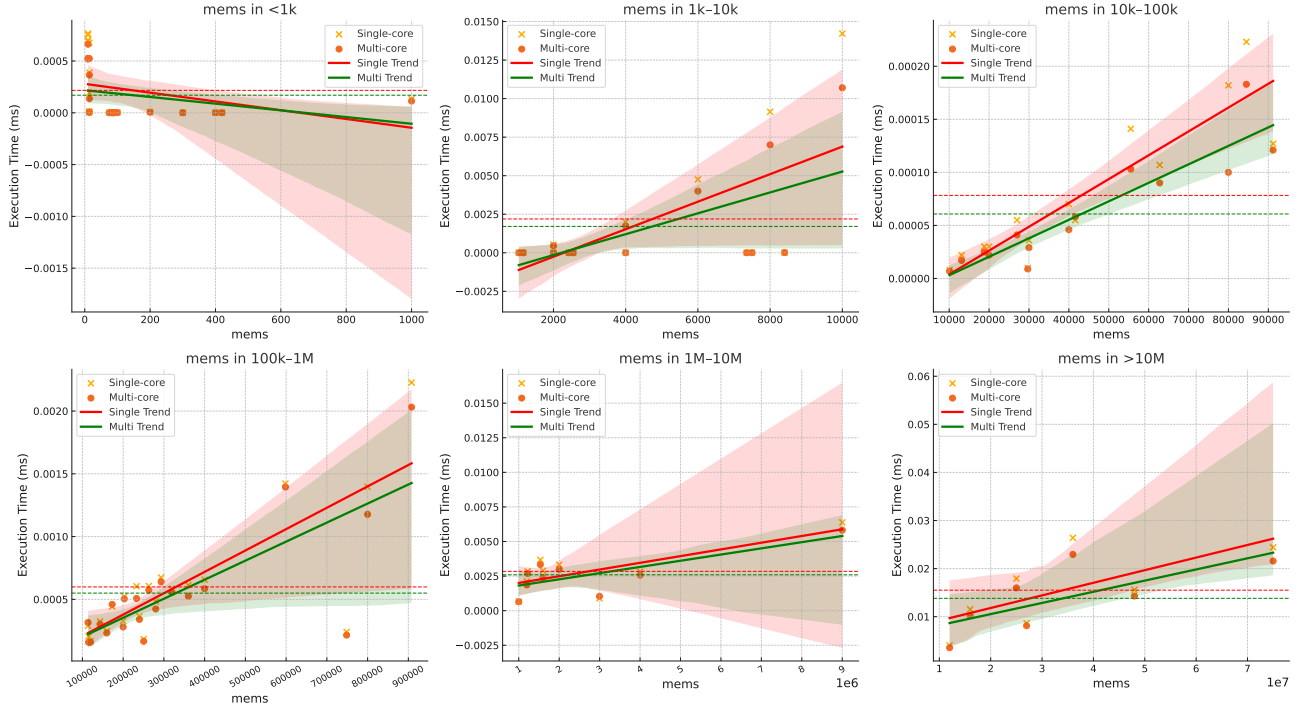 mems in <1k
Execution Time (ms)
0.0005
0.0000
−0.0005
−0.0010
−0.0015
Single-core
Multi-core
Single Trend
Multi Trend
0 200 400 600 800 1000
mems
mems in 1k–10k
Execution Time (ms)
0.0150
0.0125
0.0100
0.0075
0.0050
0.0025
0.0000
−0.0025
Single-core
Multi-core
Single Trend
Multi Trend
2000 4000 6000 8000 10000
mems
mems in 10k–100k
Execution Time (ms)
0.00020
0.00015
0.00010
0.00005
0.00000
Single-core
Multi-core
Single Trend
Multi Trend
10000 20000 30000 40000 50000 60000 70000 80000 90000
mems
mems in 100k–1M
Execution Time (ms)
0.0020
0.0015
0.0010
0.0005
Single-core
Multi-core
Single Trend
Multi Trend
100000 200000 300000 400000 500000 600000 700000 800000 900000
mems
mems in 1M–10M
Execution Time (ms)
0.0150
0.0125
0.0100
0.0075
0.0050
0.0025
0.0000
−0.0025
Single-core
Multi-core
Single Trend
Multi Trend
1 2 3 4 5 6 7 8 9
1e6
mems
mems in >10M
Execution Time (ms)
0.06
0.05
0.04
0.03
0.02
0.01
Single-core
Multi-core
Single Trend
Multi Trend
1 2 3 4 5 6 7
1e7
mems